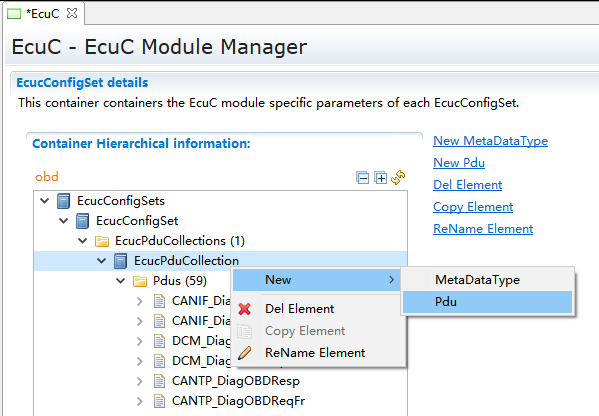 *EcuC
EcuC - EcuC Module Manager
EcucConfigSet details
This container containers the EcuC module specific parameters of each EcucConfigSet.
Container Hierarchical information:
obd
EcucConfigSets
EcucConfigSet
EcucPduCollections (1)
EcucPduCollection
Pdus (59)
CANIF_Dia
CANIF_Dia
DCM_Diag
DCM_Diag
CANTP_DiagOBDResp
CANTP_DiagOBDReqFr
New MetaDataType
New Pdu
Del Element
Copy Element
ReName Element
New
Del Element
Copy Element
ReName Element
MetaDataType
Pdu